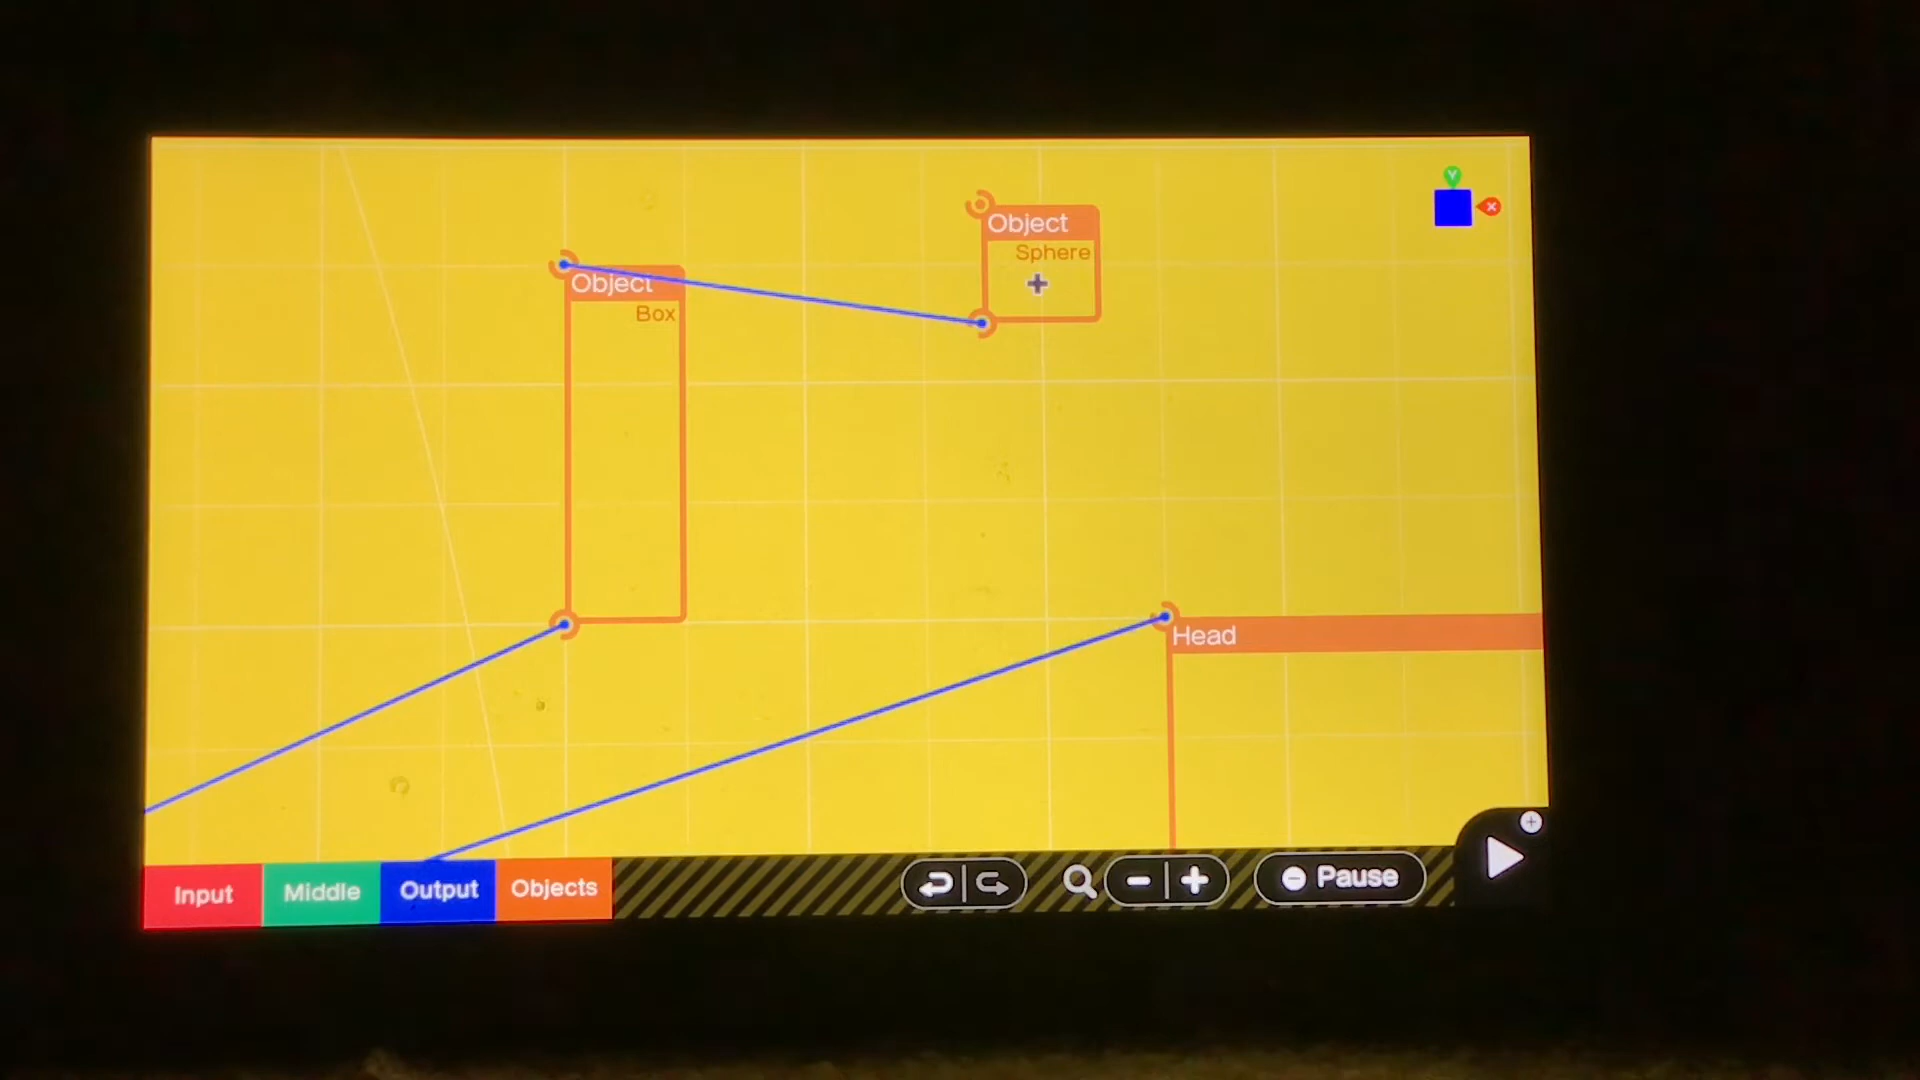 Y
X
Object
Sphere
Object
Box
Head
Input
Middle
Output
Objects
Pause